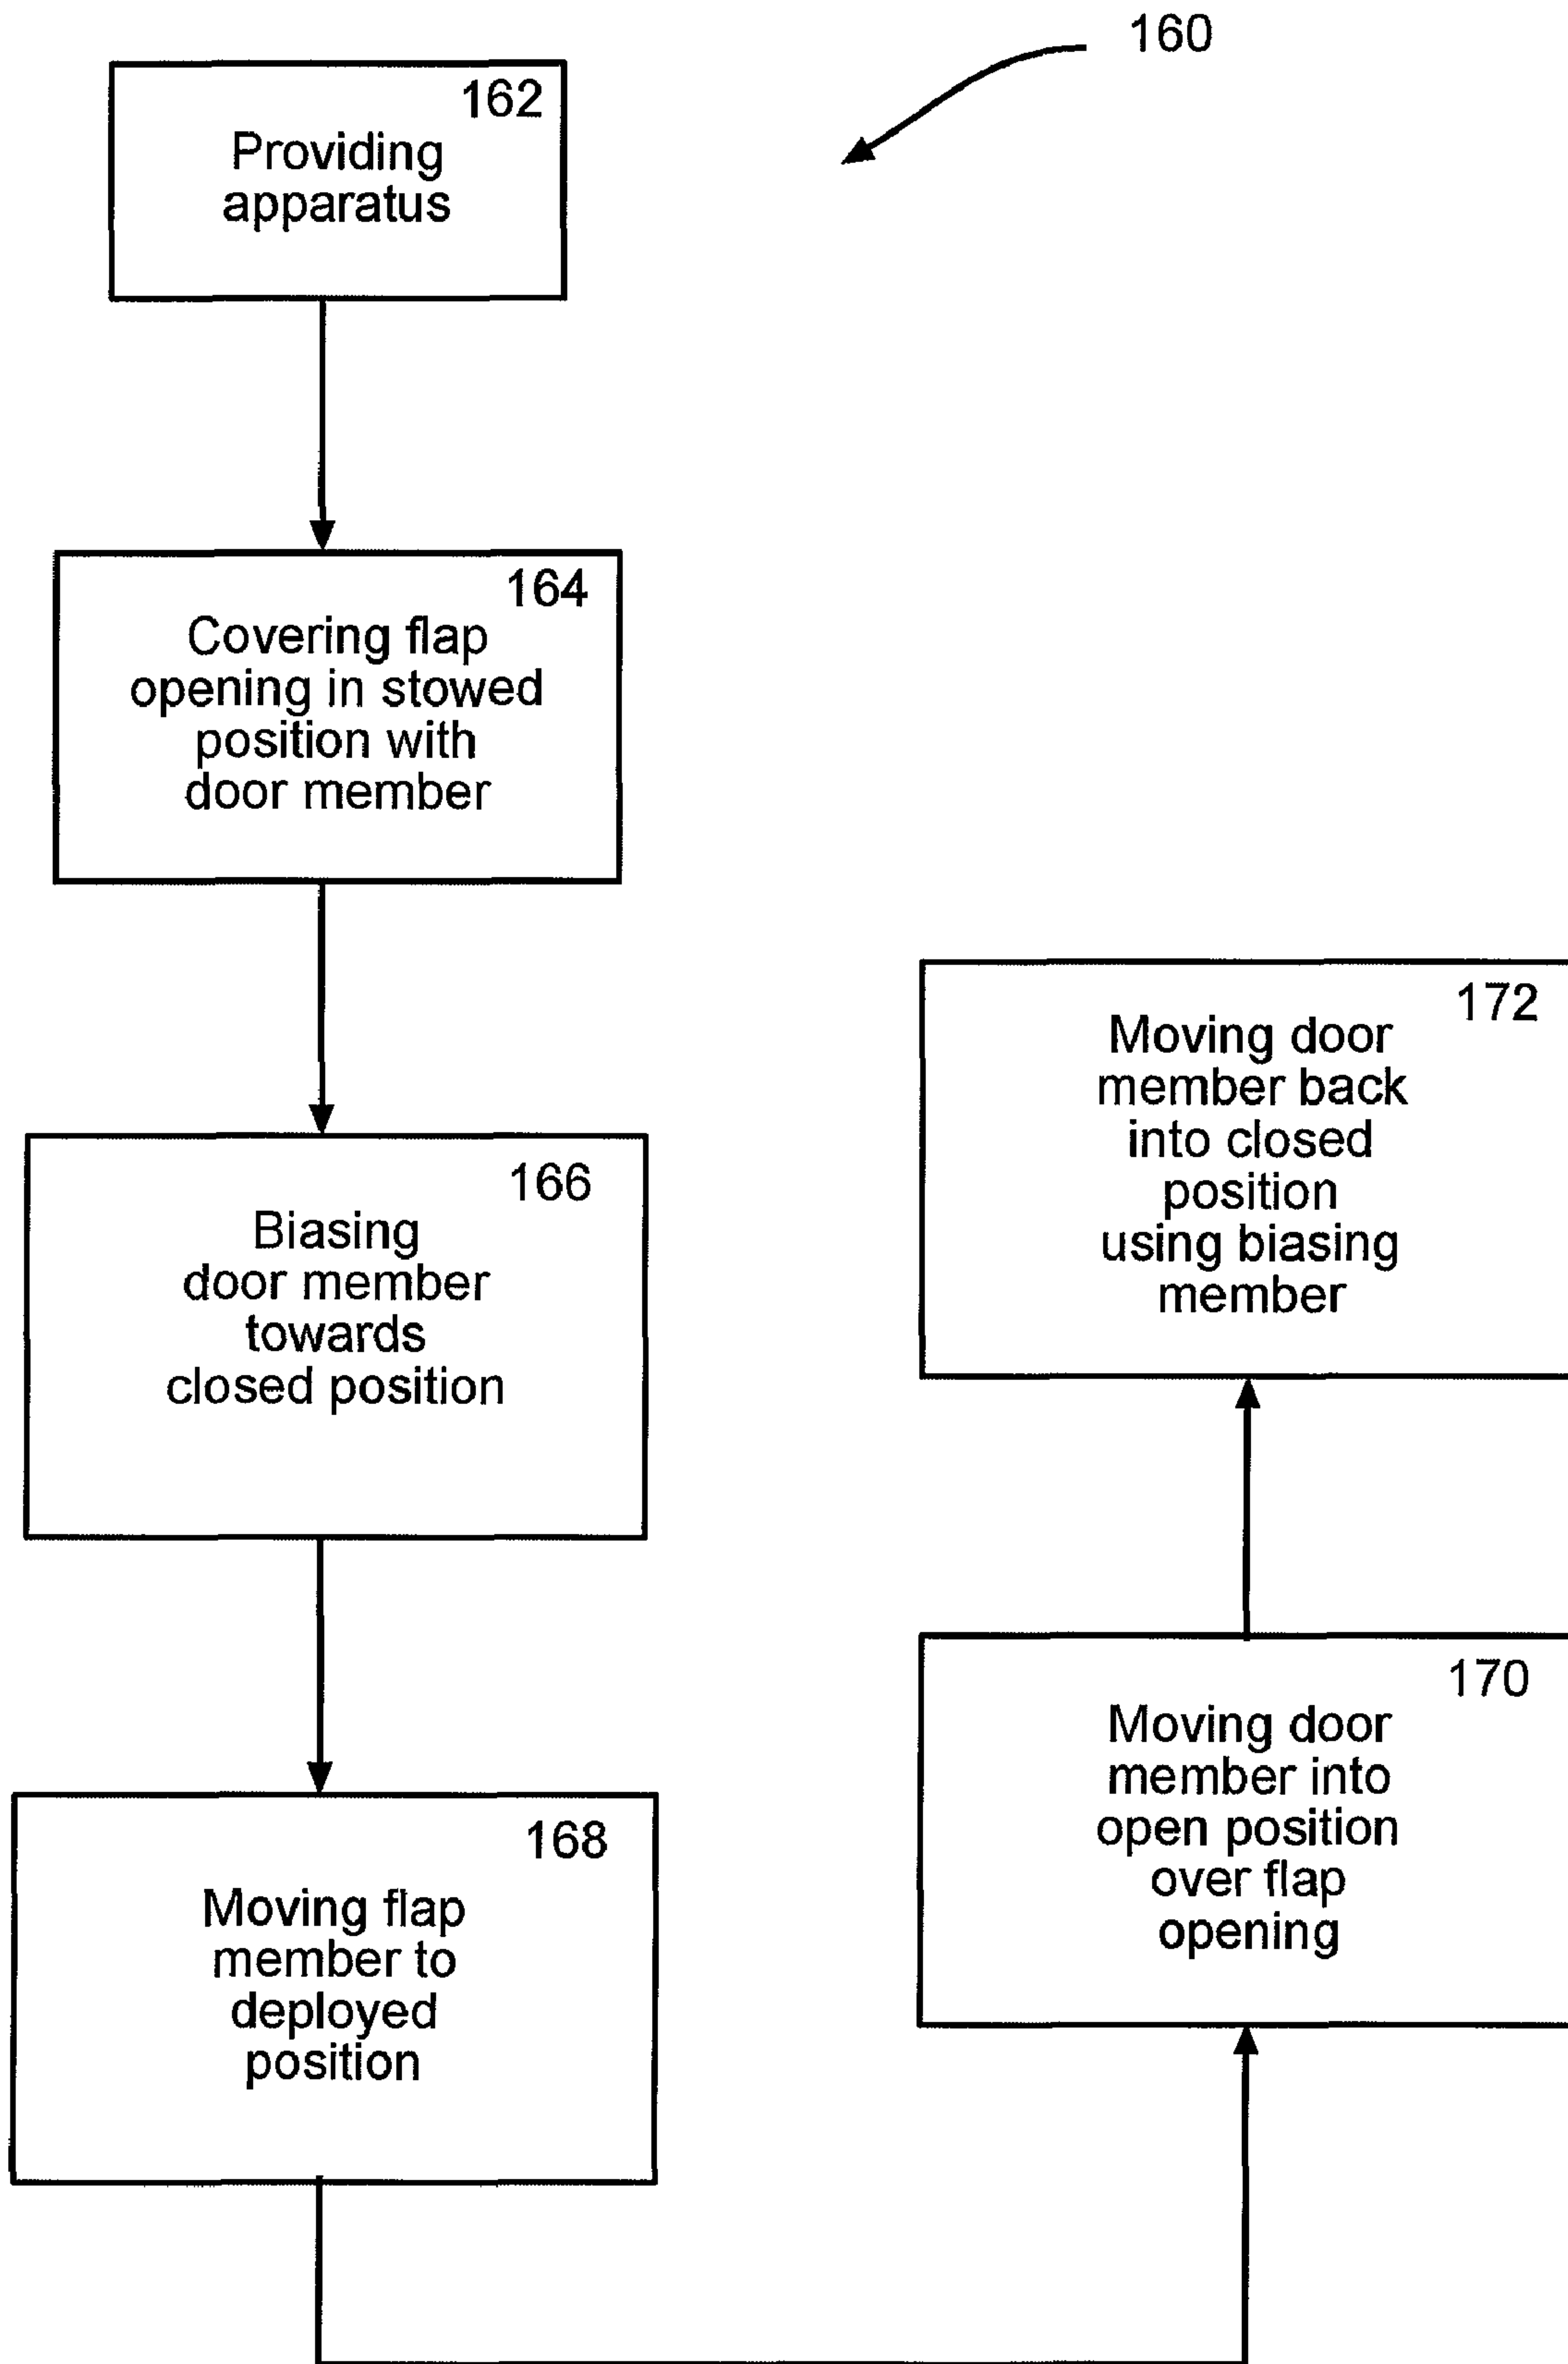 160
162
Providing
apparatus
164
Covering flap
opening in stowed
position with
door member
166
Biasing
door member
towards
closed position
168
Moving flap
member to
deployed
position
170
Moving door
member into
open position
over flap
opening
172
Moving door
member back
into closed
position
using biasing
member